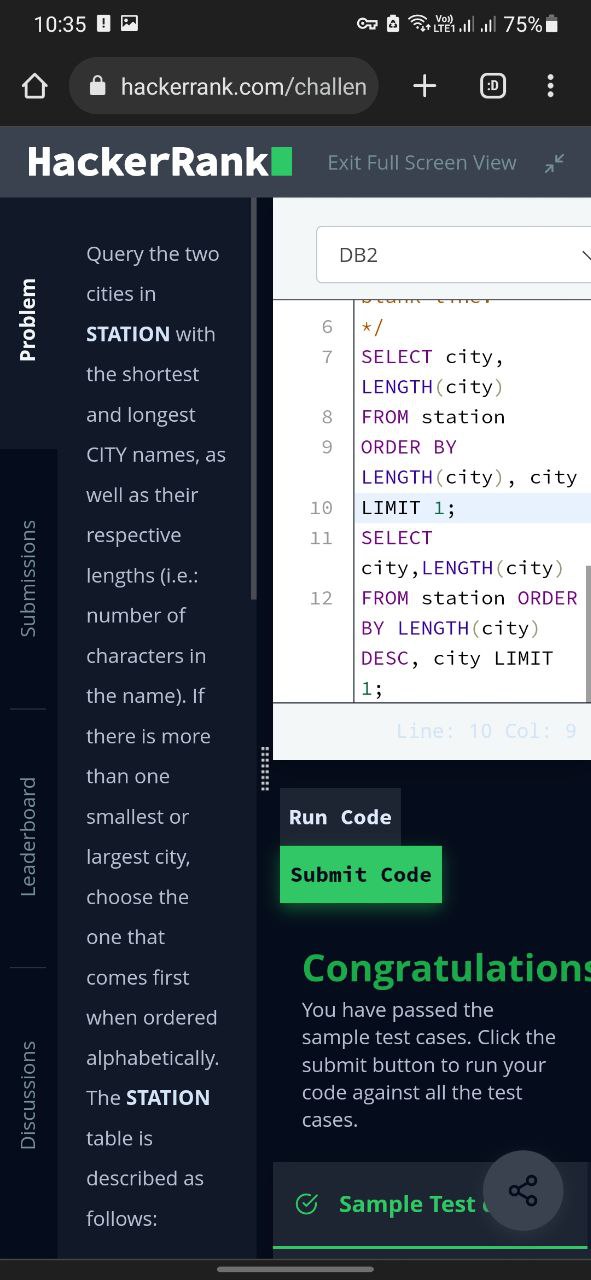 10:35
Vo))
LTE1
75%
hackerrank.com/challen
:D
HackerRank
Exit Full Screen View
Problem
Submissions
Leaderboard
Discussions
Query the two
cities in
STATION with
the shortest
and longest
CITY names, as
well as their
respective
lengths (i.e.:
number of
characters in
the name). If
there is more
than one
smallest or
largest city,
choose the
one that
comes first
when ordered
alphabetically.
The STATION
table is
described as
follows:
DB2
blank line.
6 */
7 SELECT city,
LENGTH(city)
8 FROM station
9 ORDER BY
LENGTH(city), city
10 LIMIT 1;
11 SELECT
city,LENGTH(city)
12 FROM station ORDER
BY LENGTH(city)
DESC, city LIMIT
1;
Line: 10 Col: 9
Run Code
Submit Code
Congratulations
You have passed the
sample test cases. Click the
submit button to run your
code against all the test
cases.
Sample Test